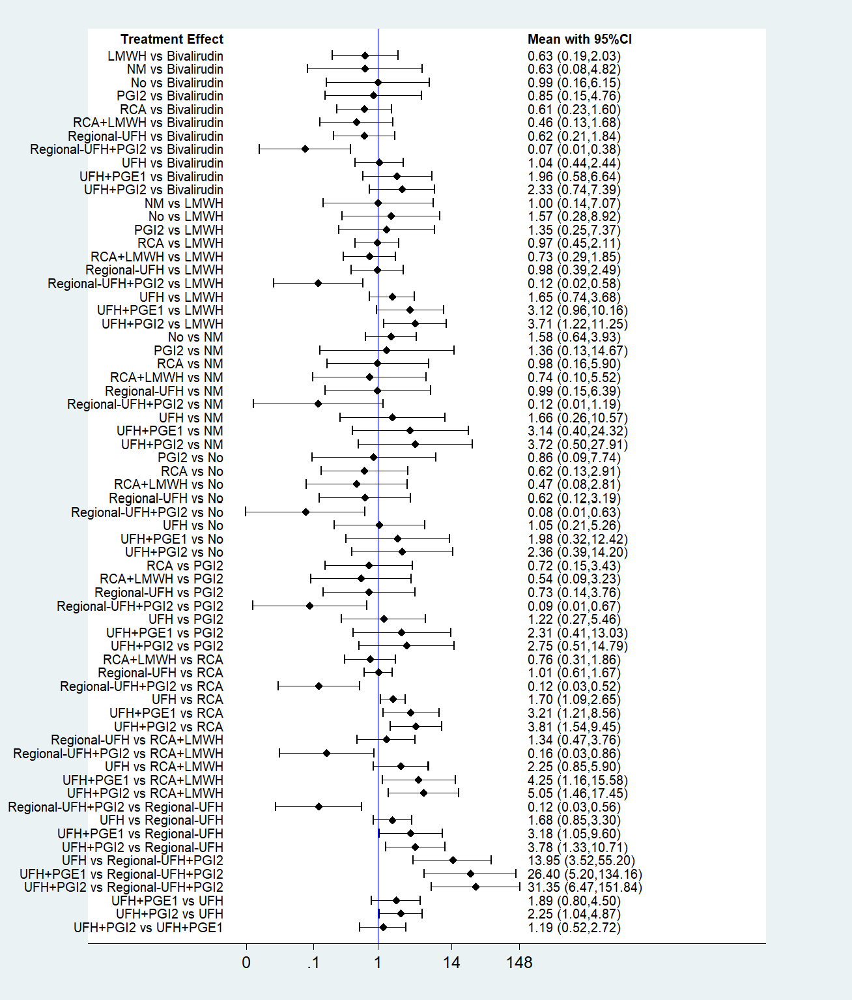 Treatment Effect Mean with 95%CI
LMWH vs Bivalirudin 0.63 (0.19,2.03)
NM vs Bivalirudin 0.63 (0.08,4.82)
No vs Bivalirudin 0.99 (0.16,6.15)
PGI2 vs Bivalirudin 0.85 (0.15,4.76)
RCA vs Bivalirudin 0.61 (0.23,1.60)
RCA+LMWH vs Bivalirudin 0.46 (0.13,1.68)
Regional-UFH vs Bivalirudin 0.62 (0.21,1.84)
Regional-UFH+PGI2 vs Bivalirudin 0.07 (0.01,0.38)
UFH vs Bivalirudin 1.04 (0.44,2.44)
UFH+PGE1 vs Bivalirudin 1.96 (0.58,6.64)
UFH+PGI2 vs Bivalirudin 2.33 (0.74,7.39)
NM vs LMWH 1.00 (0.14,7.07)
No vs LMWH 1.57 (0.28,8.92)
PGI2 vs LMWH 1.35 (0.25,7.37)
RCA vs LMWH 0.97 (0.45,2.11)
RCA+LMWH vs LMWH 0.73 (0.29,1.85)
Regional-UFH vs LMWH 0.98 (0.39,2.49)
Regional-UFH+PGI2 vs LMWH 0.12 (0.02,0.58)
UFH vs LMWH 1.65 (0.74,3.68)
UFH+PGE1 vs LMWH 3.12 (0.96,10.16)
UFH+PGI2 vs LMWH 3.71 (1.22,11.25)
No vs NM 1.58 (0.64,3.93)
PGI2 vs NM 1.36 (0.13,14.67)
RCA vs NM 0.98 (0.16,5.90)
RCA+LMWH vs NM 0.74 (0.10,5.52)
Regional-UFH vs NM 0.99 (0.15,6.39)
Regional-UFH+PGI2 vs NM 0.12 (0.01,1.19)
UFH vs NM 1.66 (0.26,10.57)
UFH+PGE1 vs NM 3.14 (0.40,24.32)
UFH+PGI2 vs NM 3.72 (0.50,27.91)
PGI2 vs No 0.86 (0.09,7.74)
RCA vs No 0.62 (0.13,2.91)
RCA+LMWH vs No 0.47 (0.08,2.81)
Regional-UFH vs No 0.62 (0.12,3.19)
Regional-UFH+PGI2 vs No 0.08 (0.01,0.63)
UFH vs No 1.05 (0.21,5.26)
UFH+PGE1 vs No 1.98 (0.32,12.42)
UFH+PGI2 vs No 2.36 (0.39,14.20)
RCA vs PGI2 0.72 (0.15,3.43)
RCA+LMWH vs PGI2 0.54 (0.09,3.23)
Regional-UFH vs PGI2 0.73 (0.14,3.76)
Regional-UFH+PGI2 vs PGI2 0.09 (0.01,0.67)
UFH vs PGI2 1.22 (0.27,5.46)
UFH+PGE1 vs PGI2 2.31 (0.41,13.03)
UFH+PGI2 vs PGI2 2.75 (0.51,14.79)
RCA+LMWH vs RCA 0.76 (0.31,1.86)
Regional-UFH vs RCA 1.01 (0.61,1.67)
Regional-UFH+PGI2 vs RCA 0.12 (0.03,0.52)
UFH vs RCA 1.70 (1.09,2.65)
UFH+PGE1 vs RCA 3.21 (1.21,8.56)
UFH+PGI2 vs RCA 3.81 (1.54,9.45)
Regional-UFH vs RCA+LMWH 1.34 (0.47,3.76)
Regional-UFH+PGI2 vs RCA+LMWH 0.16 (0.03,0.86)
UFH vs RCA+LMWH 2.25 (0.85,5.90)
UFH+PGE1 vs RCA+LMWH 4.25 (1.16,15.58)
UFH+PGI2 vs RCA+LMWH 5.05 (1.46,17.45)
Regional-UFH+PGI2 vs Regional-UFH 0.12 (0.03,0.56)
UFH vs Regional-UFH 1.68 (0.85,3.30)
UFH+PGE1 vs Regional-UFH 3.18 (1.05,9.60)
UFH+PGI2 vs Regional-UFH 3.78 (1.33,10.71)
UFH vs Regional-UFH+PGI2 13.95 (3.52,55.20)
UFH+PGE1 vs Regional-UFH+PGI2 26.40 (5.20,134.16)
UFH+PGI2 vs Regional-UFH+PGI2 31.35 (6.47,151.84)
UFH+PGE1 vs UFH 1.89 (0.80,4.50)
UFH+PGI2 vs UFH 2.25 (1.04,4.87)
UFH+PGI2 vs UFH+PGE1 1.19 (0.52,2.72)
0 .1 1 14 148